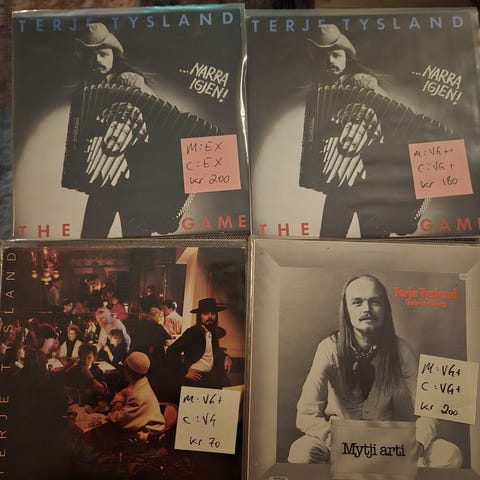 TERJE TYSLAND
...NARRA
IGJEN!
M: EX
C: EX
kr 200
THE GAME
TERJE TYSLAND
...NARRA
IGJEN!
M: VG++
C: VG+
kr 180
THE GAME
TERJE TYSLAND
M: VG+
C: VG
kr 70
Terje Tysland
M: VG+
C: VG+
kr 200
Mytji arti